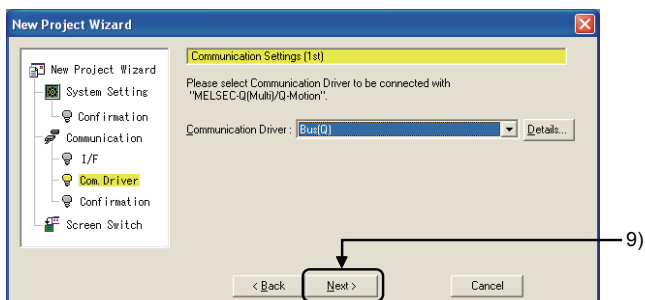 New Project Wizard
New Project Wizard
System Setting
Confirmation
Communication
I/F
Com. Driver
Confirmation
Screen Switch
Communication Settings (1st)
Please select Communication Driver to be connected with
"MELSEC-Q(Multi)/Q-Motion".
Communication Driver : Bus(Q) Details...
9)
< Back Next > Cancel